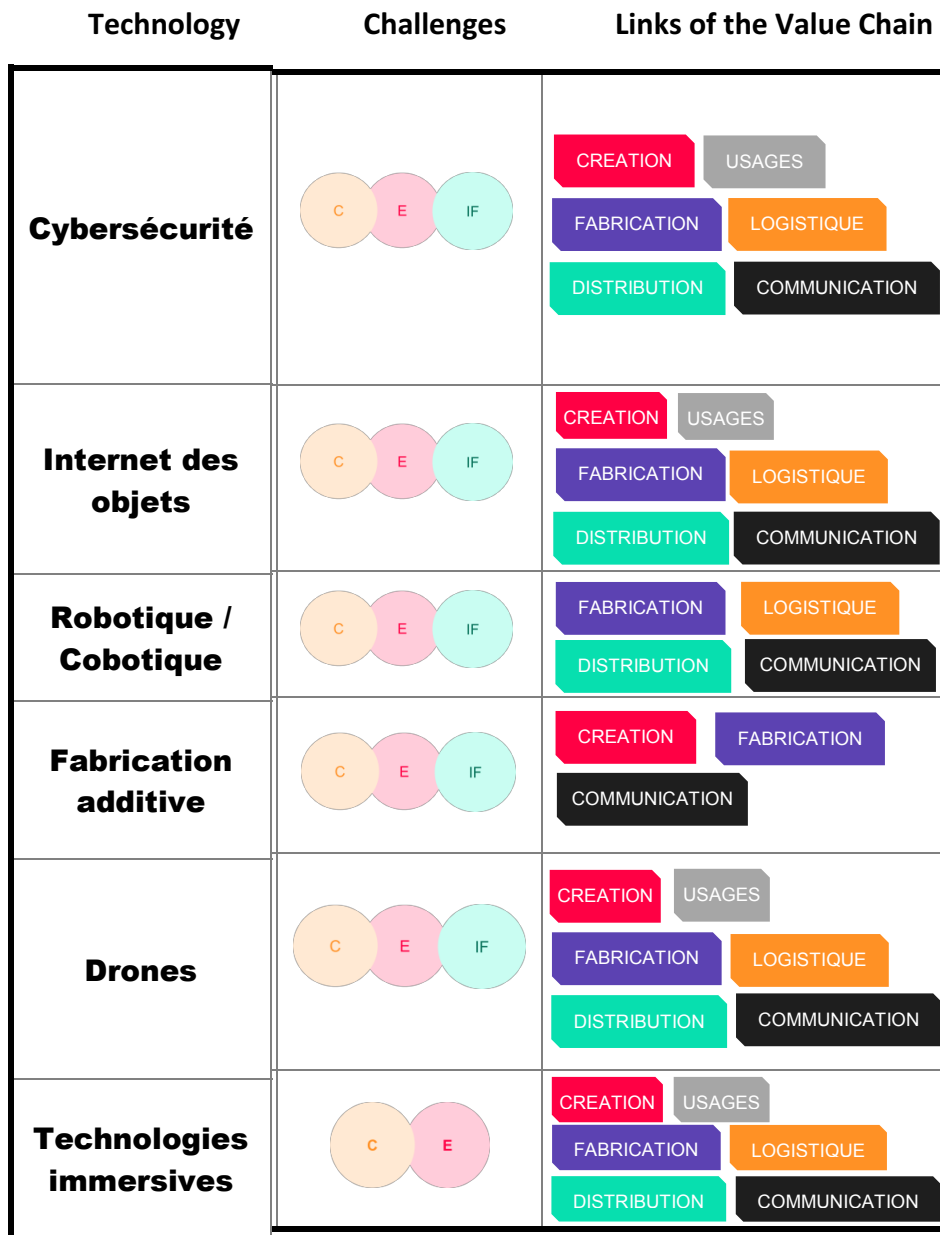 Technology Challenges Links of the Value Chain
Cybersécurité
C E IF
CREATION USAGES
FABRICATION LOGISTIQUE
DISTRIBUTION COMMUNICATION
Internet des
objets
C E IF
CREATION USAGES
FABRICATION LOGISTIQUE
DISTRIBUTION COMMUNICATION
Robotique /
Cobotique
C E IF
FABRICATION LOGISTIQUE
DISTRIBUTION COMMUNICATION
Fabrication
additive
C E IF
CREATION FABRICATION
COMMUNICATION
Drones
C E IF
CREATION USAGES
FABRICATION LOGISTIQUE
DISTRIBUTION COMMUNICATION
Technologies
immersives
C E
CREATION USAGES
FABRICATION LOGISTIQUE
DISTRIBUTION COMMUNICATION